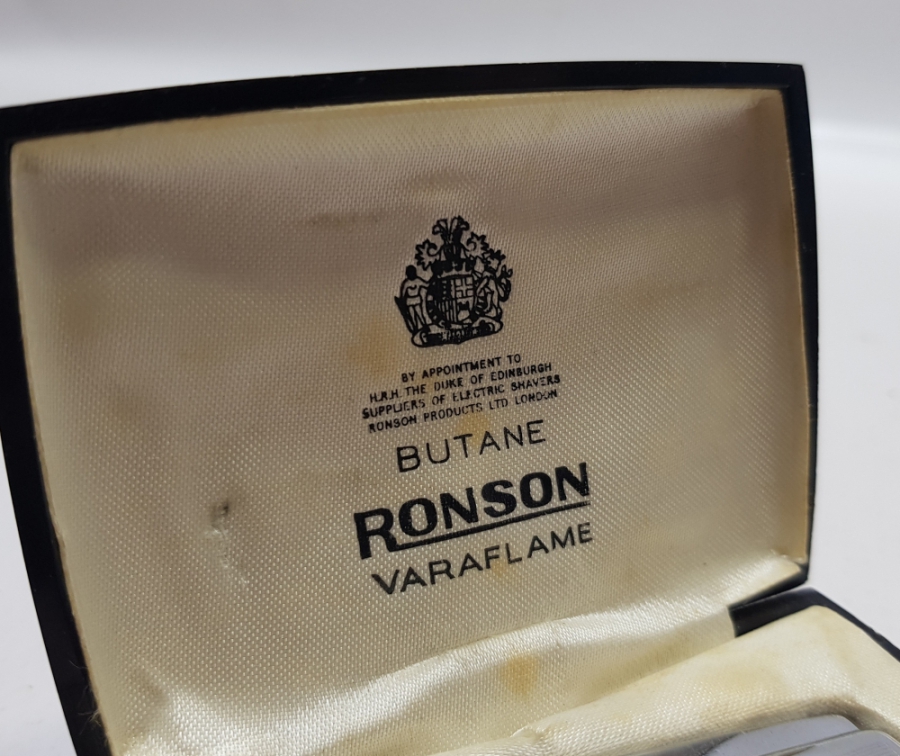 BY APPOINTMENT TO
H.R.H. THE DUKE OF EDINBURGH
SUPPLIERS OF ELECTRIC SHAVERS
RONSON PRODUCTS LTD LONDON
BUTANE
RONSON
VARAFLAME